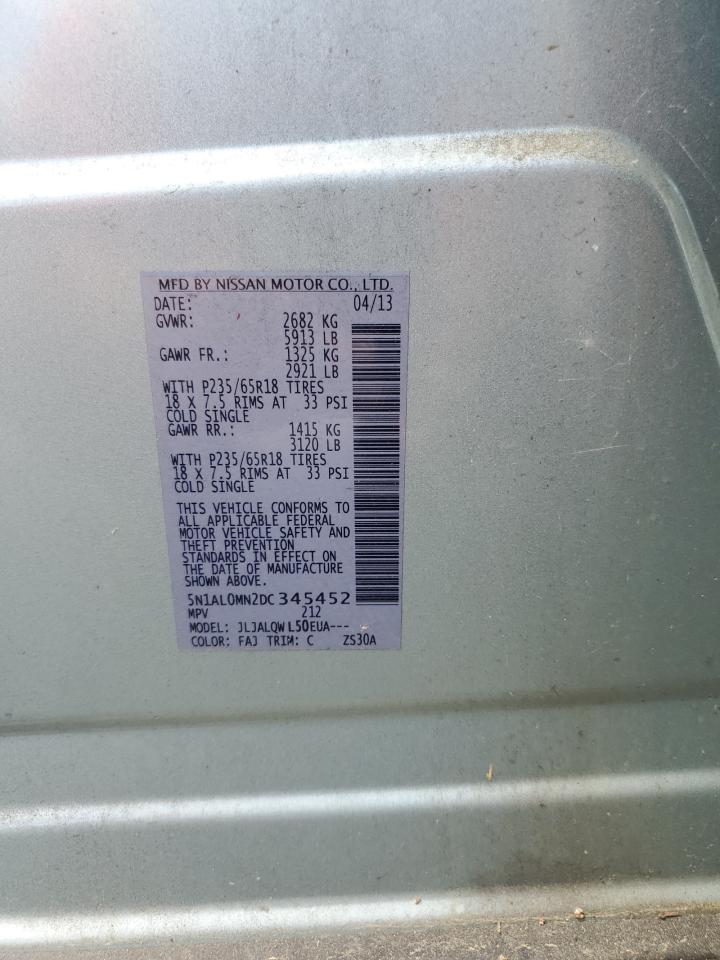 MFD BY NISSAN MOTOR CO., LTD.
DATE: 04/13
GVWR: 2682 KG
5913 LB
GAWR FR.: 1325 KG
2921 LB
WITH P235/65R18 TIRES
18 X 7.5 RIMS AT 33 PSI
COLD SINGLE
GAWR RR.: 1415 KG
3120 LB
WITH P235/65R18 TIRES
18 X 7.5 RIMS AT 33 PSI
COLD SINGLE
THIS VEHICLE CONFORMS TO
ALL APPLICABLE FEDERAL
MOTOR VEHICLE SAFETY AND
THEFT PREVENTION
STANDARDS IN EFFECT ON
THE DATE OF MANUFACTURE
SHOWN ABOVE.
5N1AL0MN2DC345452
MPV 212
MODEL: JLJALQWL50EUA---
COLOR: FAJ TRIM: C ZS30A